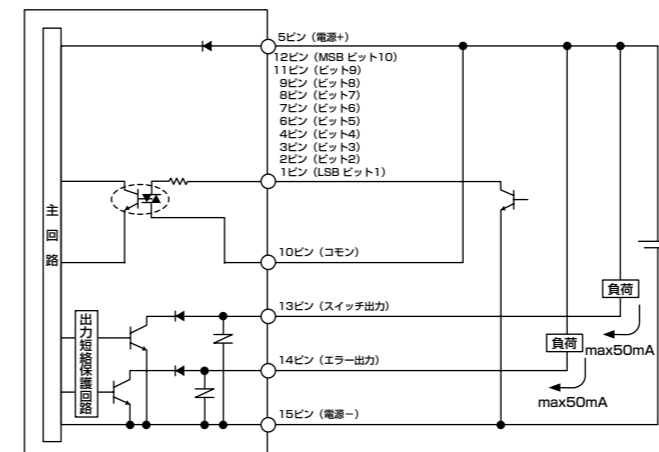 5ピン（電源+）
12ピン（MSB ビット10）
11ピン（ビット9）
9ピン（ビット8）
8ピン（ビット7）
7ピン（ビット6）
6ピン（ビット5）
4ピン（ビット4）
3ピン（ビット3）
2ピン（ビット2）
1ピン（LSB ビット1）
主回路
10ピン（コモン）
13ピン（スイッチ出力）
負荷
出力短絡保護回路
負荷
max50mA
14ピン（エラー出力）
max50mA
15ピン（電源−）